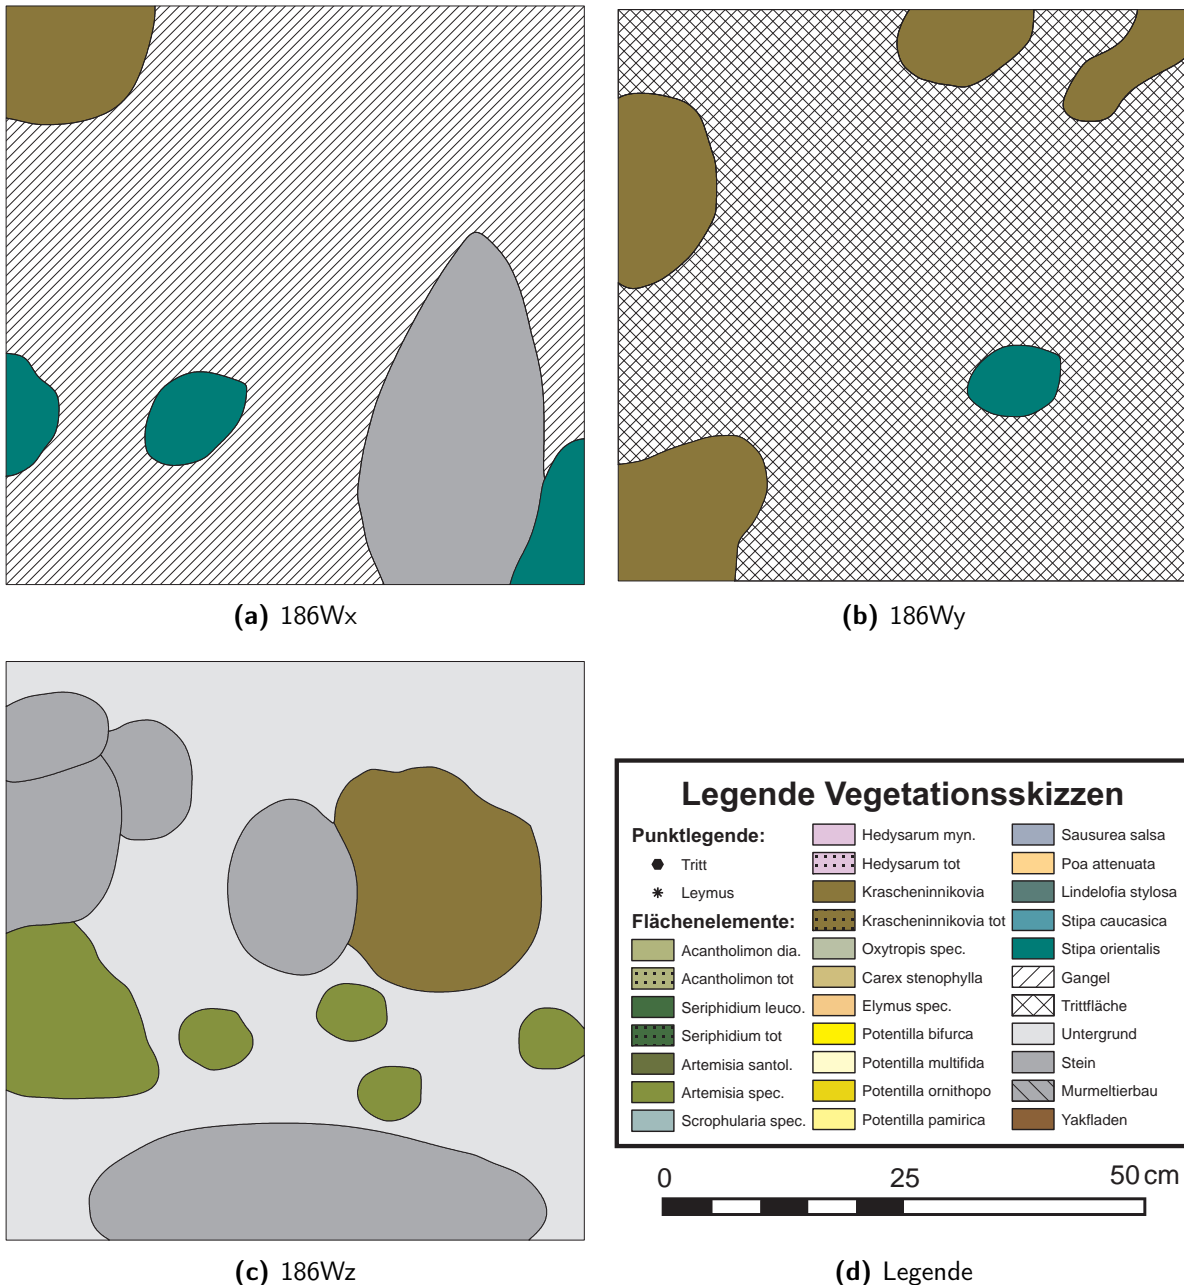 (a) 186Wx
(b) 186Wy
(c) 186Wz
Legende Vegetationsskizzen
Punktlegende:
Tritt
Leymus
Flächenelemente:
Acantholimon dia.
Acantholimon tot
Seriphidium leuco.
Seriphidium tot
Artemisia santol.
Artemisia spec.
Scrophularia spec.
Hedysarum myn.
Hedysarum tot
Krascheninnikovia
Krascheninnikovia tot
Oxytropis spec.
Carex stenophylla
Elymus spec.
Potentilla bifurca
Potentilla multifida
Potentilla ornithopo
Potentilla pamirica
Sausurea salsa
Poa attenuata
Lindelofia stylosa
Stipa caucasica
Stipa orientalis
Gangel
Trittfläche
Untergrund
Stein
Murmeltierbau
Yakfladen
0 25 50 cm
(d) Legende